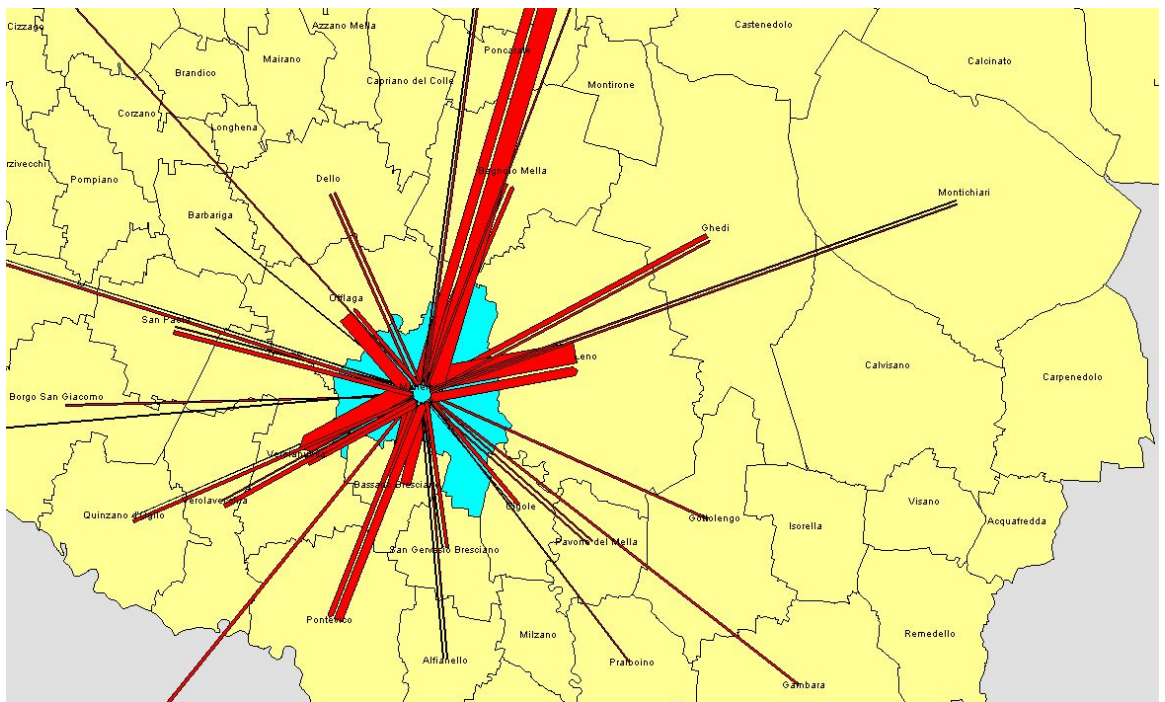 Cizzago
Azzano Mella
Castenedolo
Poncarale
Brandico
Mairano
Calcinato
Capriano del Colle
Montirone
Corzano
Longhena
Pompiano
Dello
Bagnolo Mella
Montichiari
Barbariga
Ghedi
Offlaga
San Paolo
Leno
Calvisano
Carpenedolo
Borgo San Giacomo
Bassano Bresciano
Verolavecchia
Quinzano d'Oglio
Cigole
Gottolengo
Isorella
Visano
Acquafredda
Pavone del Mella
San Gervasio Bresciano
Pontevico
Milzano
Remedello
Alfianello
Pralboino
Gambara